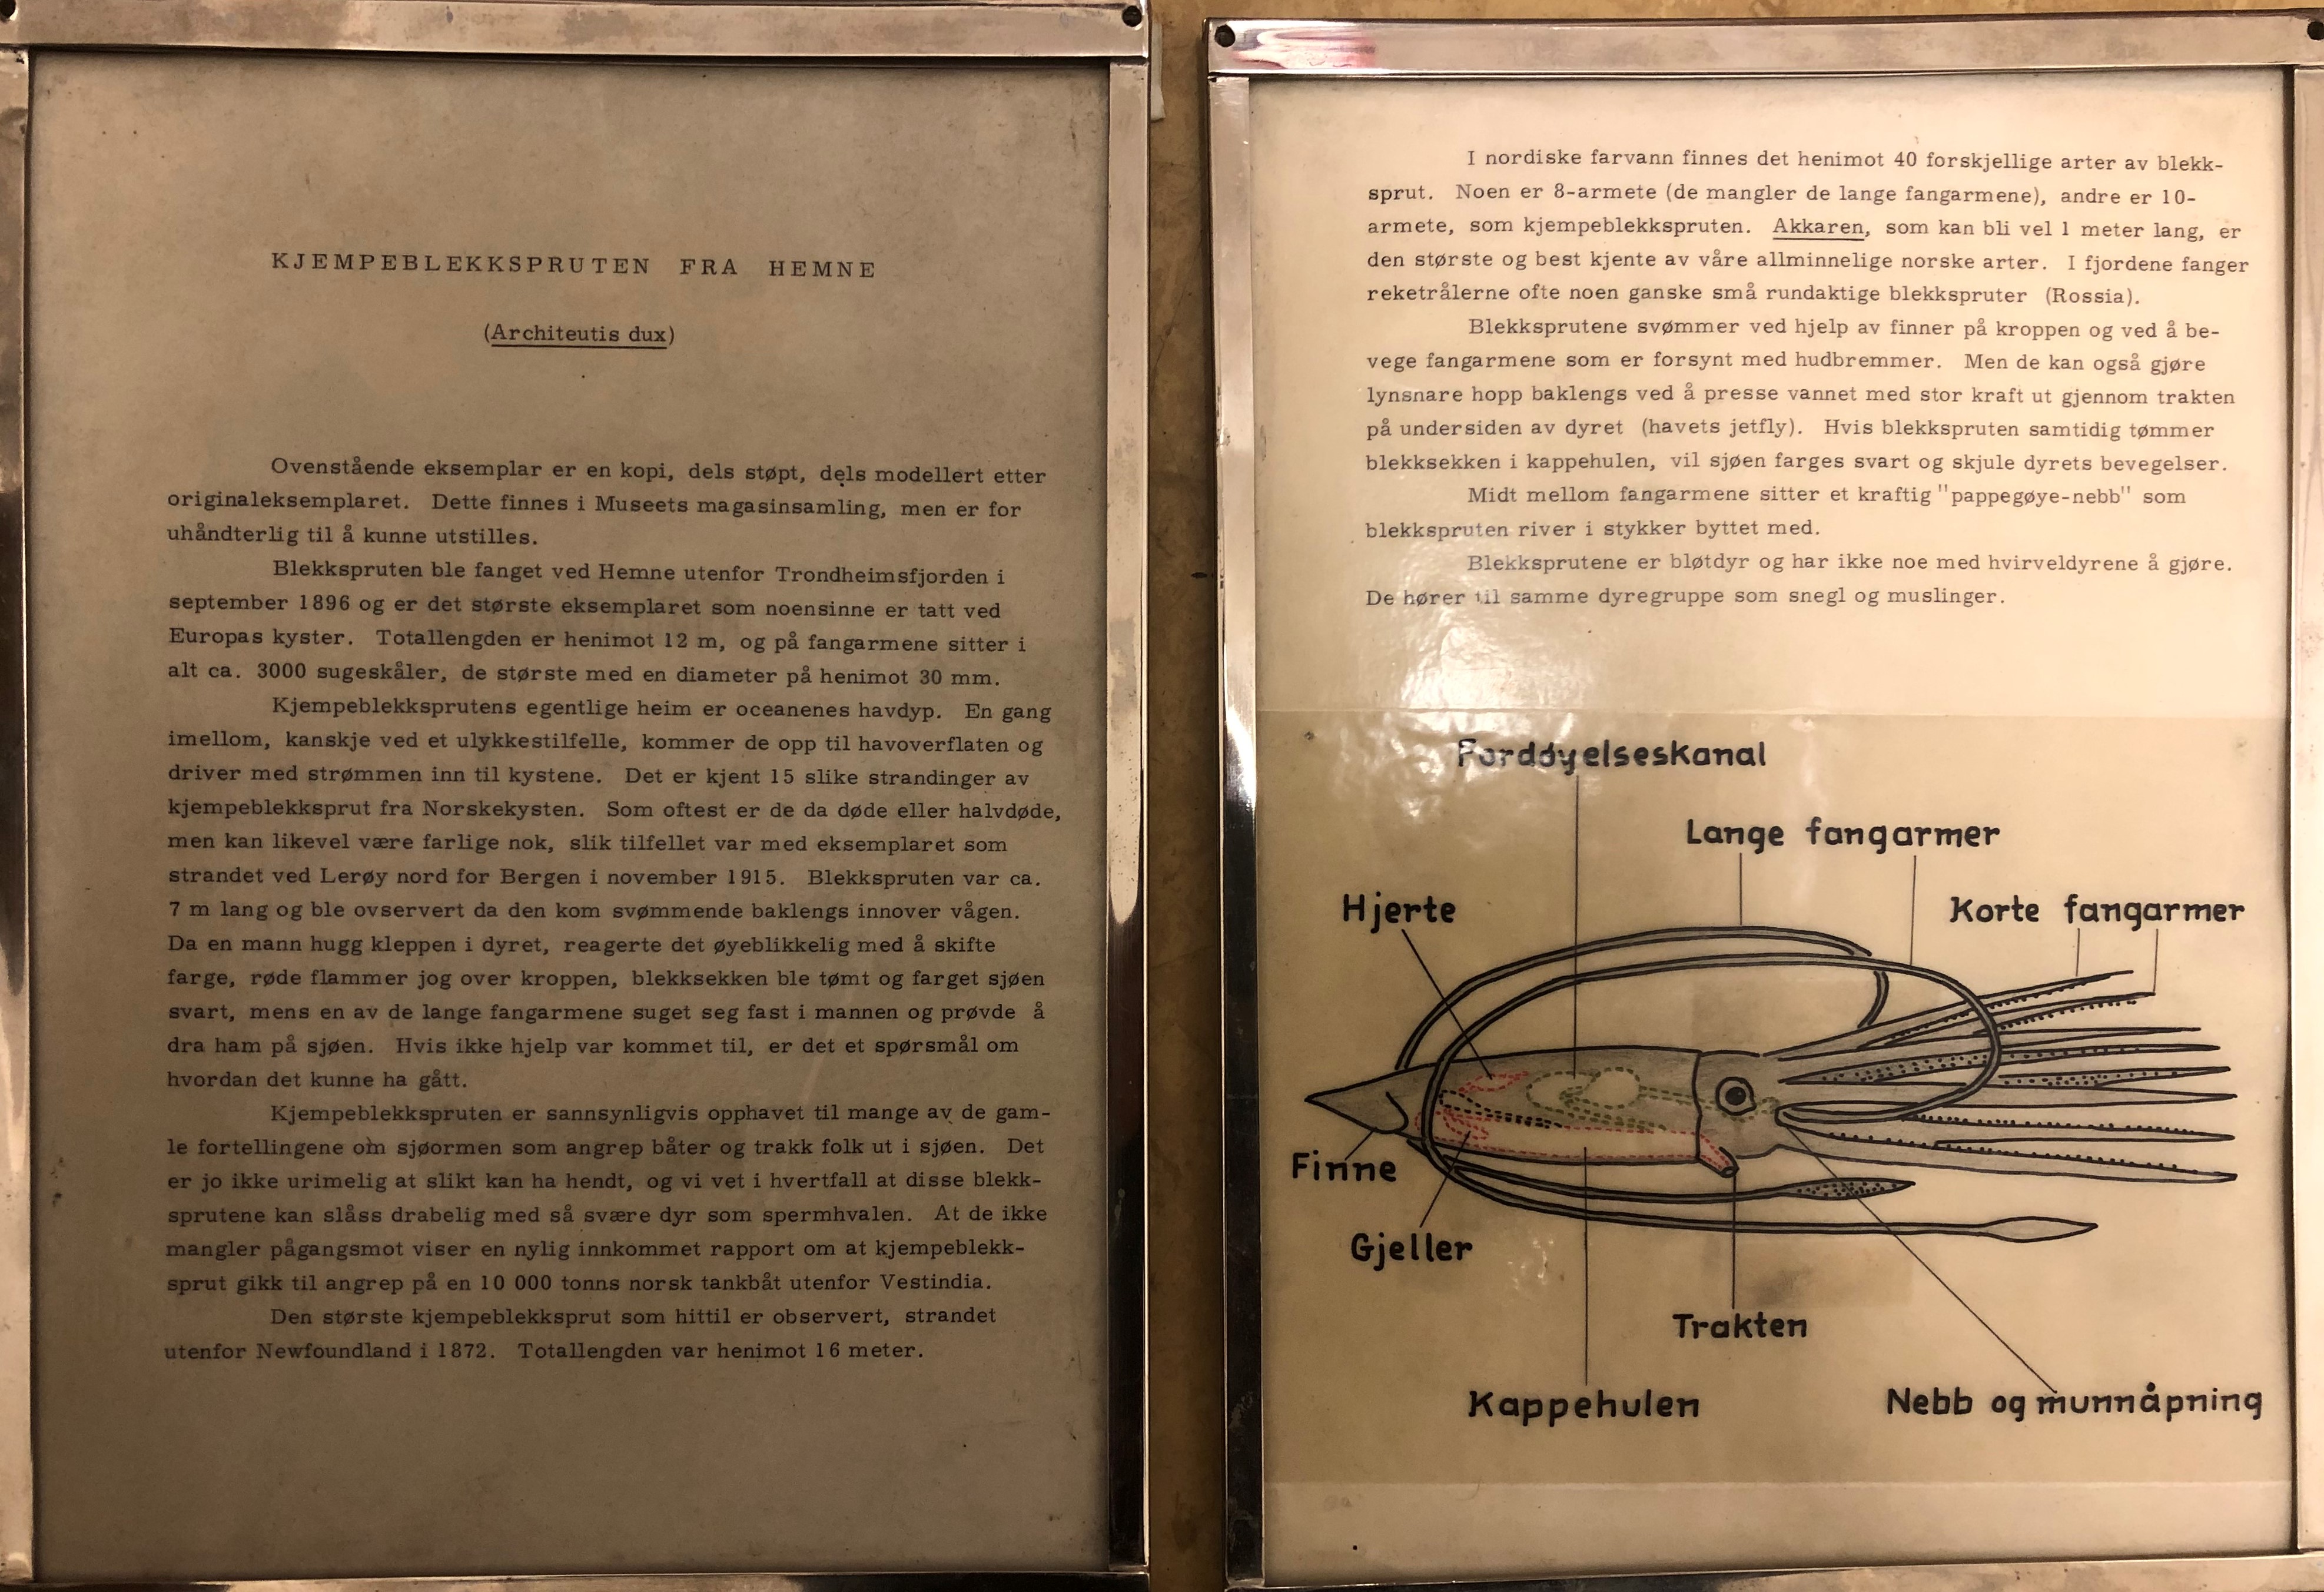 KJEMPEBLEKKSPRUTEN FRA HEMNE
(Architeutis dux)
Ovenstående eksemplar er en kopi, dels støpt, dels modellert etter
originaleksemplaret. Dette finnes i Museets magasinsamling, men er for
uhåndterlig til å kunne utstilles.
Blekkspruten ble fanget ved Hemne utenfor Trondheimsfjorden i
september 1896 og er det største eksemplaret som noensinne er tatt ved
Europas kyster. Totallengden er henimot 12 m, og på fangarmene sitter i
alt ca. 3000 sugeskåler, de største med en diameter på henimot 30 mm.
Kjempeblekksprutens egentlige heim er oceanenes havdyp. En gang
imellom, kanskje ved et ulykkestilfelle, kommer de opp til havoverflaten og
driver med strømmen inn til kystene. Det er kjent 15 slike strandinger av
kjempeblekksprut fra Norskekysten. Som oftest er de da døde eller halvdøde,
men kan likevel være farlige nok, slik tilfellet var med eksemplaret som
strandet ved Lerøy nord for Bergen i november 1915. Blekkspruten var ca.
7 m lang og ble ovservert da den kom svømmende baklengs innover vågen.
Da en mann hugg kleppen i dyret, reagerte det øyeblikkelig med å skifte
farge, røde flammer jog over kroppen, blekksekken ble tømt og farget sjøen
svart, mens en av de lange fangarmene suget seg fast i mannen og prøvde å
dra ham på sjøen. Hvis ikke hjelp var kommet til, er det et spørsmål om
hvordan det kunne ha gått.
Kjempeblekkspruten er sannsynligvis opphavet til mange av de gam-
le fortellingene om sjøormen som angrep båter og trakk folk ut i sjøen. Det
er jo ikke urimelig at slikt kan ha hendt, og vi vet i hvertfall at disse blekk-
sprutene kan slåss drabelig med så svære dyr som spermhvalen. At de ikke
mangler pågangsmot viser en nylig innkommet rapport om at kjempeblekk-
sprut gikk til angrep på en 10 000 tonns norsk tankbåt utenfor Vestindia.
Den største kjempeblekksprut som hittil er observert, strandet
utenfor Newfoundland i 1872. Totallengden var henimot 16 meter.
I nordiske farvann finnes det henimot 40 forskjellige arter av blekk-
sprut. Noen er 8-armete (de mangler de lange fangarmene), andre er 10-
armete, som kjempeblekkspruten. Akkaren, som kan bli vel 1 meter lang, er
den største og best kjente av våre allminnelige norske arter. I fjordene fanger
reketrålerne ofte noen ganske små rundaktige blekkspruter (Rossia).
Blekksprutene svømmer ved hjelp av finner på kroppen og ved å be-
vege fangarmene som er forsynt med hudbremmer. Men de kan også gjøre
lynsnare hopp baklengs ved å presse vannet med stor kraft ut gjennom trakten
på undersiden av dyret (havets jetfly). Hvis blekkspruten samtidig tømmer
blekksekken i kappehulen, vil sjøen farges svart og skjule dyrets bevegelser.
Midt mellom fangarmene sitter et kraftig "pappegøye-nebb" som
blekkspruten river i stykker byttet med.
Blekksprutene er bløtdyr og har ikke noe med hvirveldyrene å gjøre.
De hører til samme dyregruppe som snegl og muslinger.
Fordøyelseskanal
Lange fangarmer
Hjerte
Korte fangarmer
Finne
Gjeller
Trakten
Kappehulen
Nebb og munnåpning